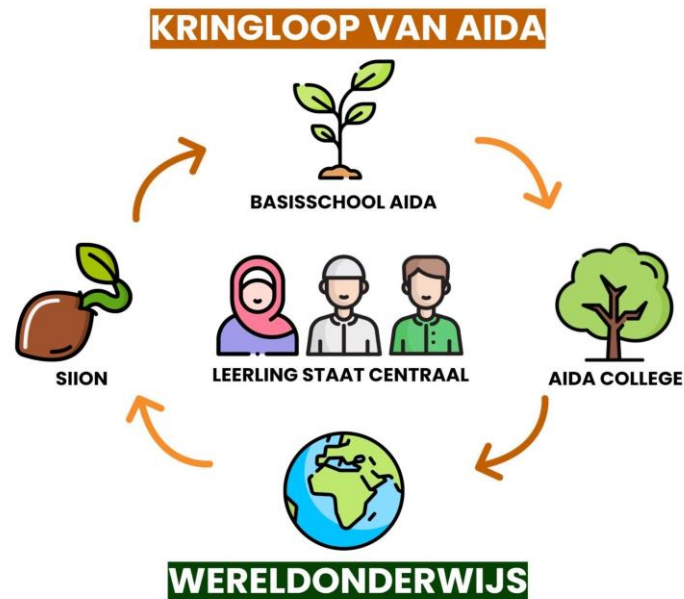 KRINGLOOP VAN AIDA
BASISSCHOOL AIDA
SIION
LEERLING STAAT CENTRAAL
AIDA COLLEGE
WERELDONDERWIJS